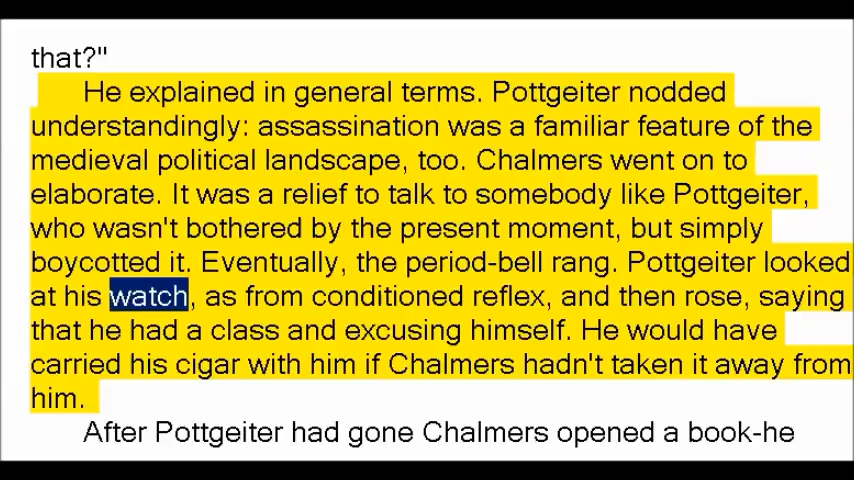 that?"
He explained in general terms. Pottgeiter nodded
understandingly: assassination was a familiar feature of the
medieval political landscape, too. Chalmers went on to
elaborate. It was a relief to talk to somebody like Pottgeiter,
who wasn't bothered by the present moment, but simply
boycotted it. Eventually, the period-bell rang. Pottgeiter looked
at his watch, as from conditioned reflex, and then rose, saying
that he had a class and excusing himself. He would have
carried his cigar with him if Chalmers hadn't taken it away from
him.
After Pottgeiter had gone Chalmers opened a book-he